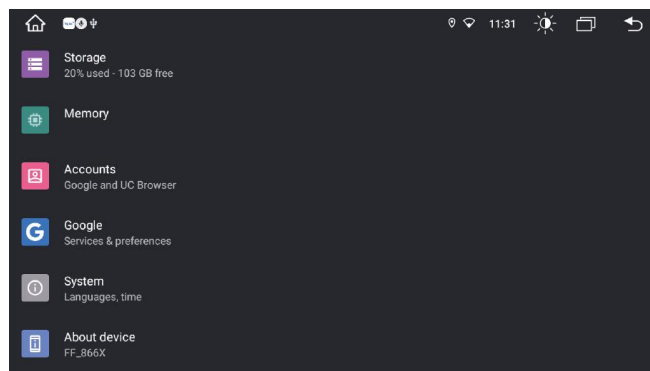 11:31
Storage
20% used - 103 GB free
Memory
Accounts
Google and UC Browser
G
Google
Services & preferences
System
Languages, time
About device
FF_866X